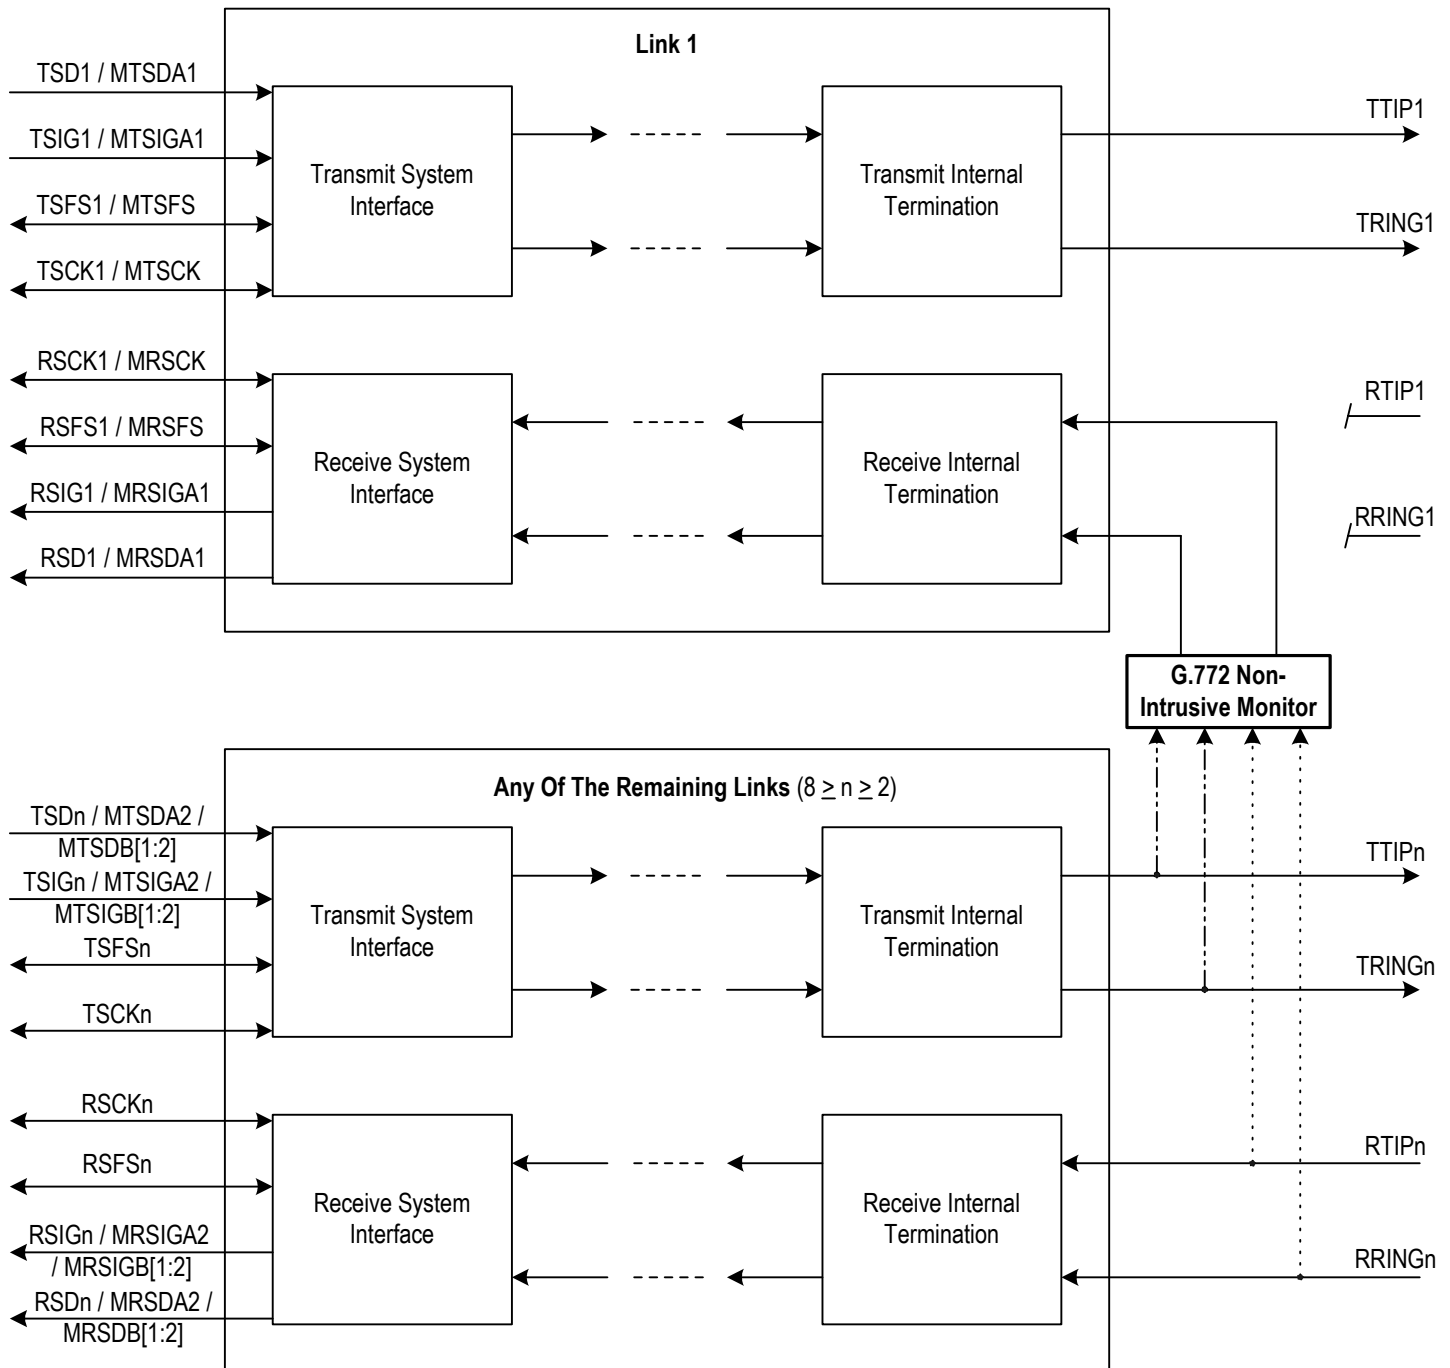 Link 1
TSD1 / MTSDA1
TSIG1 / MTSIGA1
TSFS1 / MTSFS
TSCK1 / MTSCK
Transmit System
Interface
Transmit Internal
Termination
TTIP1
TRING1
RSCK1 / MRSCK
RSFS1 / MRSFS
RSIG1 / MRSIGA1
RSD1 / MRSDA1
Receive System
Interface
Receive Internal
Termination
RTIP1
RRING1
G.772 Non-
Intrusive Monitor
Any Of The Remaining Links (8 ≥ n ≥ 2)
TSDn / MTSDA2 /
MTSDB[1:2]
TSIGn / MTSIGA2 /
MTSIGB[1:2]
TSFSn
TSCKn
Transmit System
Interface
Transmit Internal
Termination
TTIPn
TRINGn
RSCKn
RSFSn
RSIGn / MRSIGA2
/ MRSIGB[1:2]
RSDn / MRSDA2 /
MRSDB[1:2]
Receive System
Interface
Receive Internal
Termination
RTIPn
RRINGn